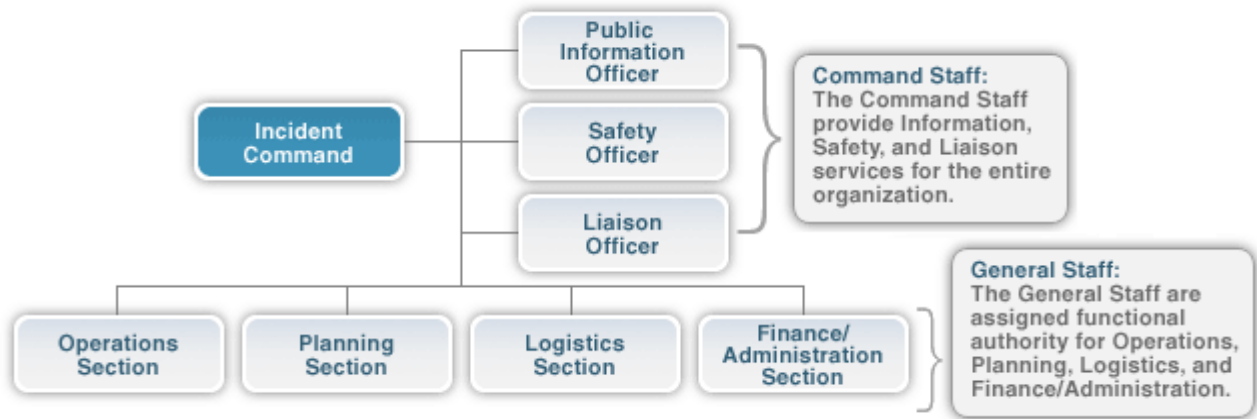 Public
Information
Officer
Command Staff:
The Command Staff
provide Information,
Safety, and Liaison
services for the entire
organization.
Incident
Command
Safety
Officer
Liaison
Officer
General Staff:
The General Staff are
assigned functional
authority for Operations,
Planning, Logistics, and
Finance/Administration.
Operations
Section
Planning
Section
Logistics
Section
Finance/
Administration
Section